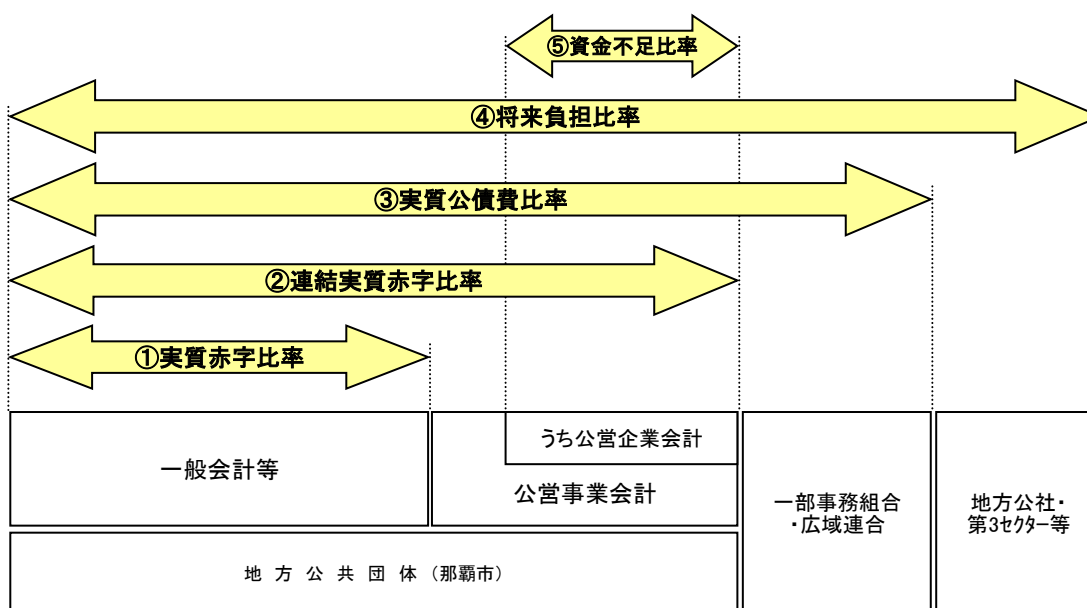 ⑤資金不足比率
④将来負担比率
③実質公債費比率
②連結実質赤字比率
①実質赤字比率
一般会計等
うち公営企業会計
公営事業会計
一部事務組合
・広域連合
地方公社・
第3ｾｸﾀｰ等
地 方 公 共 団 体 （那覇市）